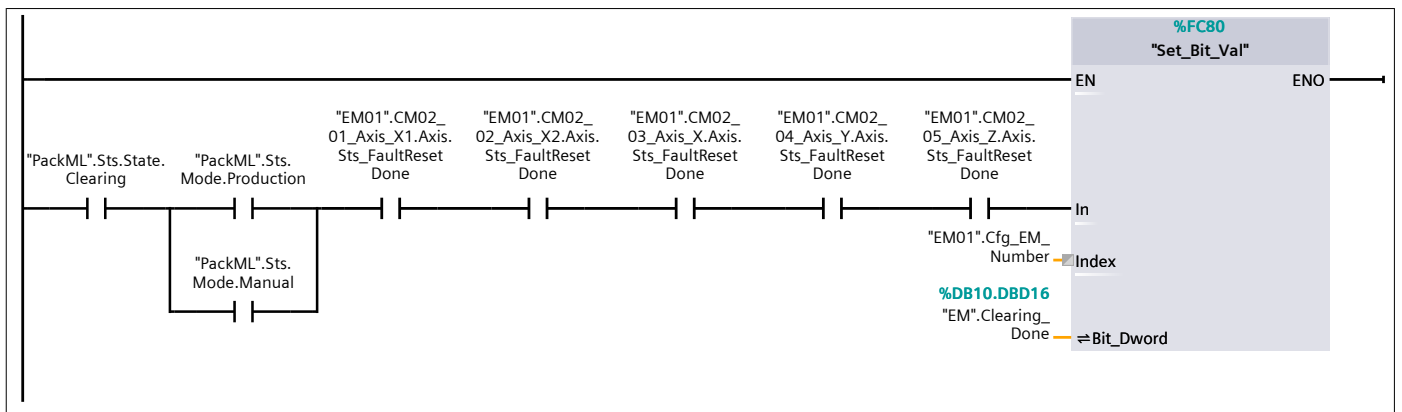 %FC80
"Set_Bit_Val"
EN
ENO
"PackML".Sts.State.
Clearing
"PackML".Sts.
Mode.Production
"EM01".CM02_
01_Axis_X1.Axis.
Sts_FaultReset
Done
"EM01".CM02_
02_Axis_X2.Axis.
Sts_FaultReset
Done
"EM01".CM02_
03_Axis_X.Axis.
Sts_FaultReset
Done
"EM01".CM02_
04_Axis_Y.Axis.
Sts_FaultReset
Done
"EM01".CM02_
05_Axis_Z.Axis.
Sts_FaultReset
Done
In
"PackML".Sts.
Mode.Manual
"EM01".Cfg_EM_
Number
Index
%DB10.DBD16
"EM".Clearing_
Done
Bit_Dword